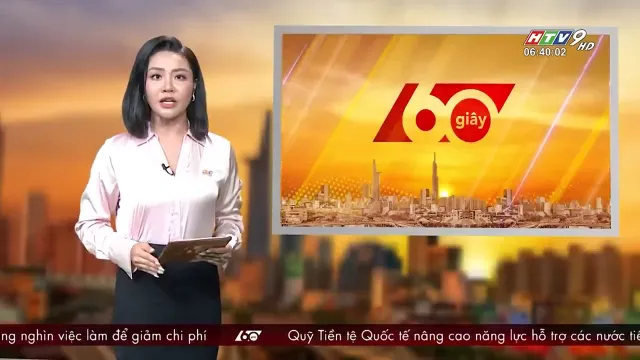 HTV9 HD
06:40:02
60 giây
ng nghìn việc làm để giảm chi phí 60 Quỹ Tiền tệ Quốc tế nâng cao năng lực hỗ trợ các nước ti